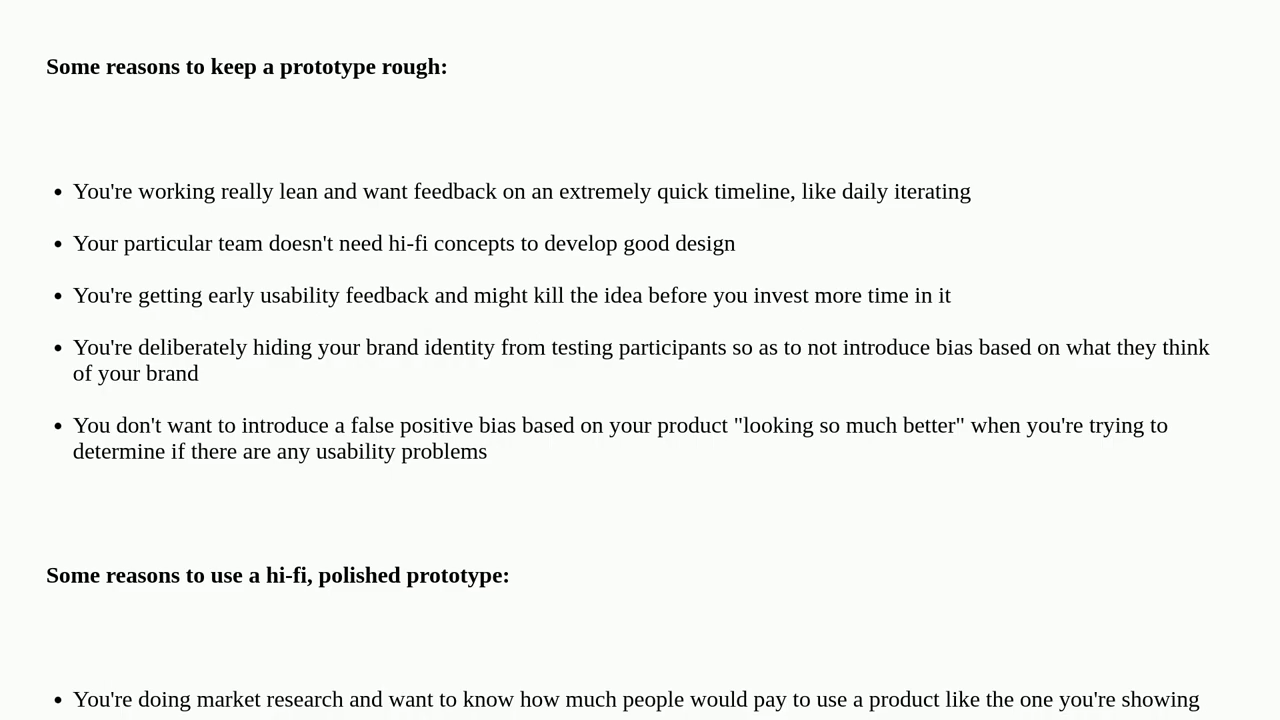 Some reasons to keep a prototype rough:
• You're working really lean and want feedback on an extremely quick timeline, like daily iterating
• Your particular team doesn't need hi-fi concepts to develop good design
• You're getting early usability feedback and might kill the idea before you invest more time in it
• You're deliberately hiding your brand identity from testing participants so as to not introduce bias based on what they think
of your brand
• You don't want to introduce a false positive bias based on your product "looking so much better" when you're trying to
determine if there are any usability problems
Some reasons to use a hi-fi, polished prototype:
• You're doing market research and want to know how much people would pay to use a product like the one you're showing